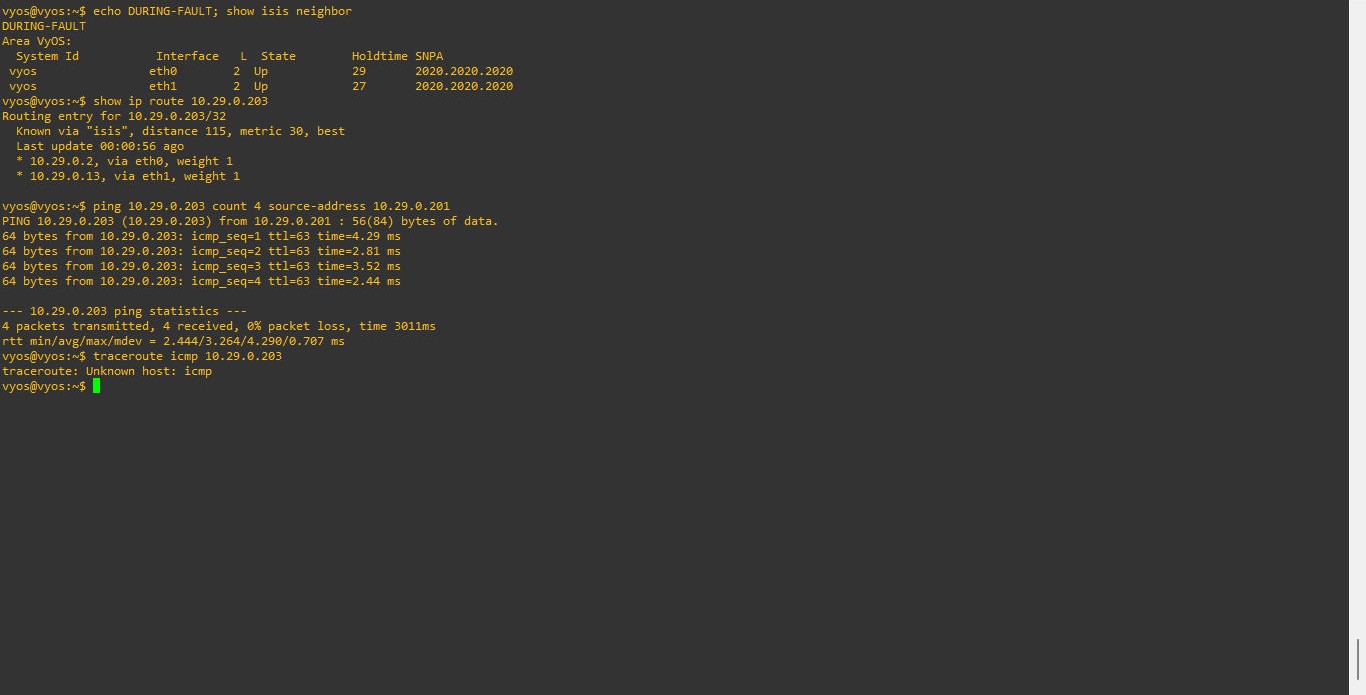 vyos@vyos:~$ echo DURING-FAULT; show isis neighbor
DURING-FAULT
Area VyOS:
  System Id           Interface   L  State        Holdtime SNPA
 vyos                eth0        2  Up            29       2020.2020.2020
 vyos                eth1        2  Up            27       2020.2020.2020
vyos@vyos:~$ show ip route 10.29.0.203
Routing entry for 10.29.0.203/32
  Known via "isis", distance 115, metric 30, best
  Last update 00:00:56 ago
  * 10.29.0.2, via eth0, weight 1
  * 10.29.0.13, via eth1, weight 1

vyos@vyos:~$ ping 10.29.0.203 count 4 source-address 10.29.0.201
PING 10.29.0.203 (10.29.0.203) from 10.29.0.201 : 56(84) bytes of data.
64 bytes from 10.29.0.203: icmp_seq=1 ttl=63 time=4.29 ms
64 bytes from 10.29.0.203: icmp_seq=2 ttl=63 time=2.81 ms
64 bytes from 10.29.0.203: icmp_seq=3 ttl=63 time=3.52 ms
64 bytes from 10.29.0.203: icmp_seq=4 ttl=63 time=2.44 ms

--- 10.29.0.203 ping statistics ---
4 packets transmitted, 4 received, 0% packet loss, time 3011ms
rtt min/avg/max/mdev = 2.444/3.264/4.290/0.707 ms
vyos@vyos:~$ traceroute icmp 10.29.0.203
traceroute: Unknown host: icmp
vyos@vyos:~$